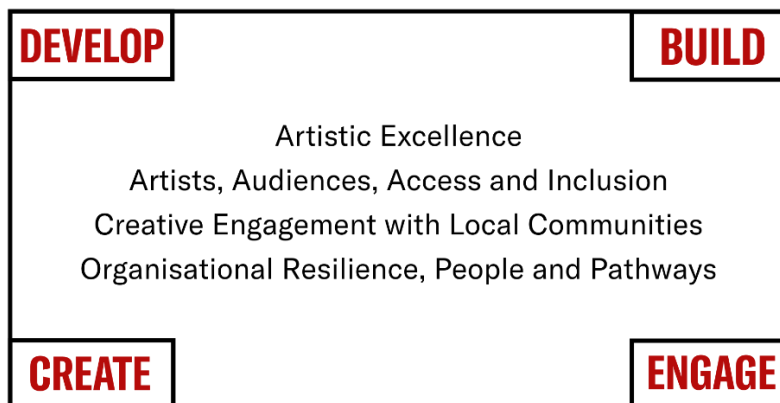 DEVELOP
BUILD
Artistic Excellence
Artists, Audiences, Access and Inclusion
Creative Engagement with Local Communities
Organisational Resilience, People and Pathways
CREATE
ENGAGE